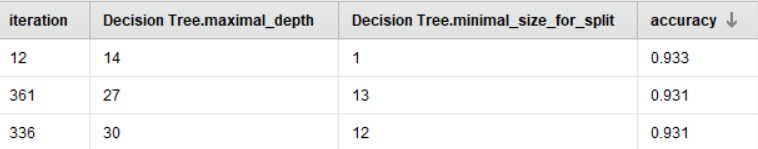 iteration Decision Tree.maximal_depth Decision Tree.minimal_size_for_split accuracy ↓
12 14 1 0.933
361 27 13 0.931
336 30 12 0.931